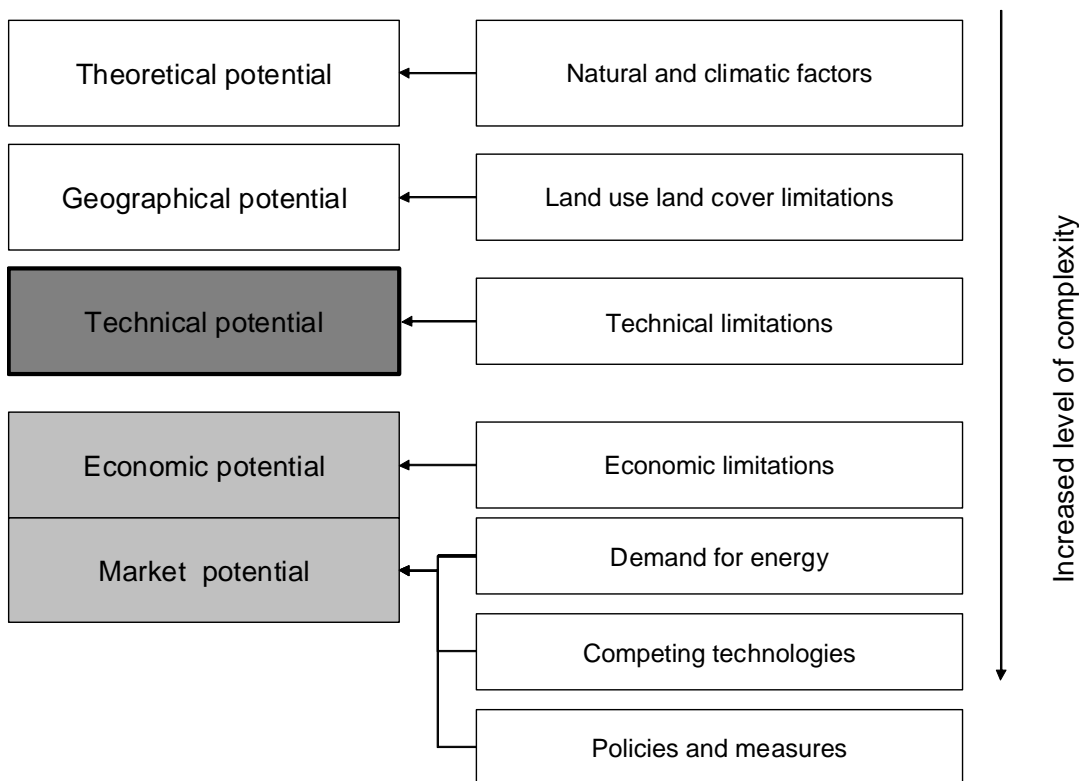 Theoretical potential
Natural and climatic factors
Geographical potential
Land use land cover limitations
Technical potential
Technical limitations
Economic potential
Economic limitations
Market potential
Demand for energy
Competing technologies
Policies and measures
Increased level of complexity